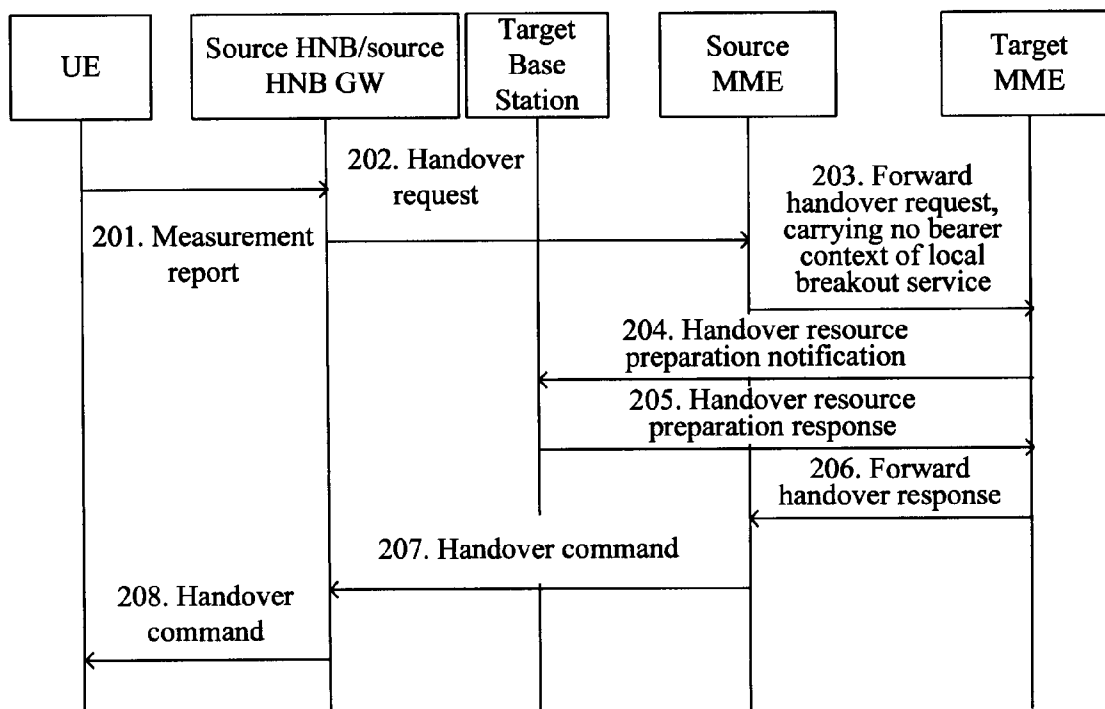 UE
Source HNB/source
HNB GW
Target
Base
Station
Source
MME
Target
MME
202. Handover
request
201. Measurement
report
203. Forward
handover request,
carrying no bearer
context of local
breakout service
204. Handover resource
preparation notification
205. Handover resource
preparation response
206. Forward
handover response
207. Handover command
208. Handover
command